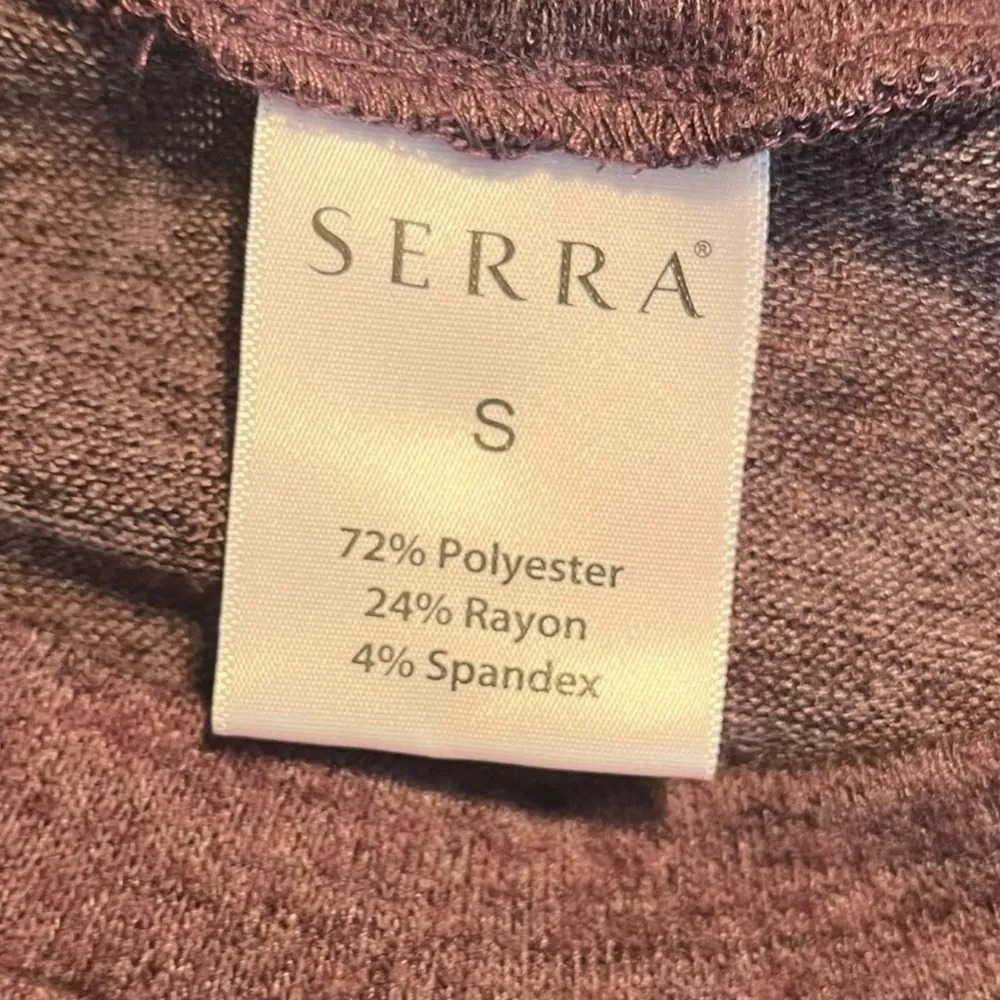 SERRA®
S
72% Polyester
24% Rayon
4% Spandex